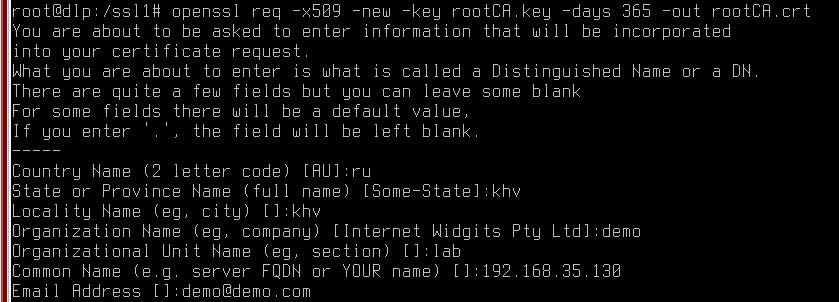 root@dlp:/ssl1# openssl req -x509 -new -key rootCA.key -days 365 -out rootCA.crt
You are about to be asked to enter information that will be incorporated
into your certificate request.
What you are about to enter is what is called a Distinguished Name or a DN.
There are quite a few fields but you can leave some blank
For some fields there will be a default value,
If you enter '.', the field will be left blank.
-----
Country Name (2 letter code) [AU]:ru
State or Province Name (full name) [Some-State]:khv
Locality Name (eg, city) []:khv
Organization Name (eg, company) [Internet Widgits Pty Ltd]:demo
Organizational Unit Name (eg, section) []:lab
Common Name (e.g. server FQDN or YOUR name) []:192.168.35.130
Email Address []:demo@demo.com